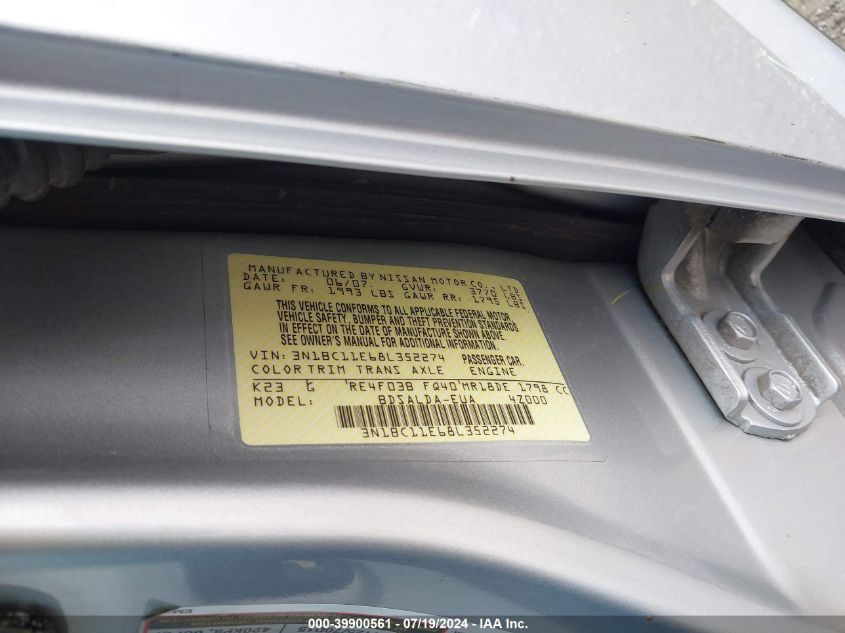 MANUFACTURED BY NISSAN MOTOR CO., LTD
DATE: 06/07 GVWR: 3770 LBS
GAWR FR: 1993 LBS GAWR RR: 1795 LBS
THIS VEHICLE CONFORMS TO ALL APPLICABLE FEDERAL MOTOR
VEHICLE SAFETY, BUMPER AND THEFT PREVENTION STANDARDS
IN EFFECT ON THE DATE OF MANUFACTURE SHOWN ABOVE.
SEE OWNER'S MANUAL FOR ADDITIONAL INFORMATION.
VIN: 3N1BC11E68L352274 PASSENGER CAR.
COLOR TRIM TRANS AXLE ENGINE
K23 G 'RE4F03B FQ40'MR18DE 1798 CC
MODEL: BDSALDA-EUA 4Z000
3N1BC11E68L352274
420KPA,
000-39900561 - 07/19/2024 - IAA Inc.